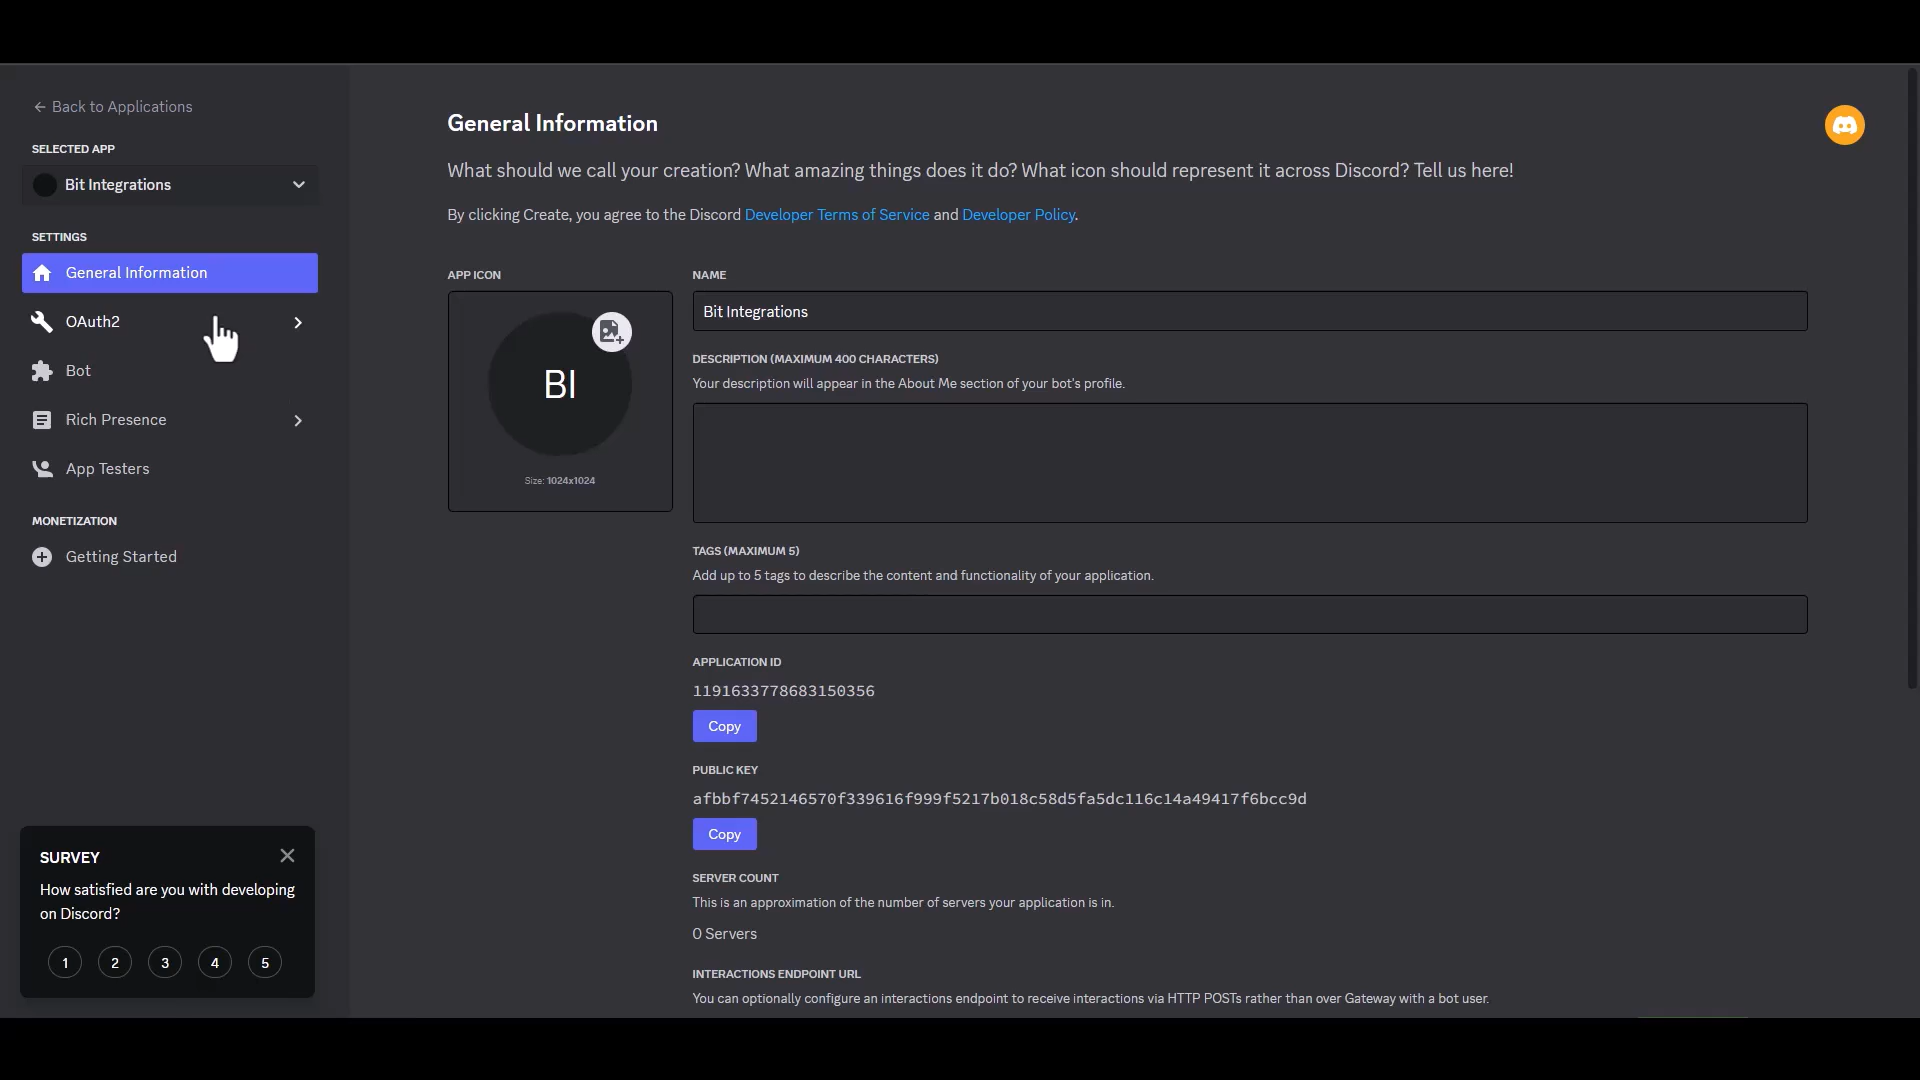 Back to Applications
SELECTED APP
Bit Integrations
SETTINGS
General Information
OAuth2
Bot
Rich Presence
App Testers
MONETIZATION
Getting Started
SURVEY
How satisfied are you with developing
on Discord?
1 2 3 4 5
General Information
What should we call your creation? What amazing things does it do? What icon should represent it across Discord? Tell us here!
By clicking Create, you agree to the Discord Developer Terms of Service and Developer Policy.
APP ICON
BI
Size: 1024x1024
NAME
Bit Integrations
DESCRIPTION (MAXIMUM 400 CHARACTERS)
Your description will appear in the About Me section of your bot's profile.
TAGS (MAXIMUM 5)
Add up to 5 tags to describe the content and functionality of your application.
APPLICATION ID
1191633778683150356
Copy
PUBLIC KEY
afbbf7452146570f339616f999f5217b018c58d5fa5dc116c14a49417f6bcc9d
Copy
SERVER COUNT
This is an approximation of the number of servers your application is in.
0 Servers
INTERACTIONS ENDPOINT URL
You can optionally configure an interactions endpoint to receive interactions via HTTP POSTs rather than over Gateway with a bot user.